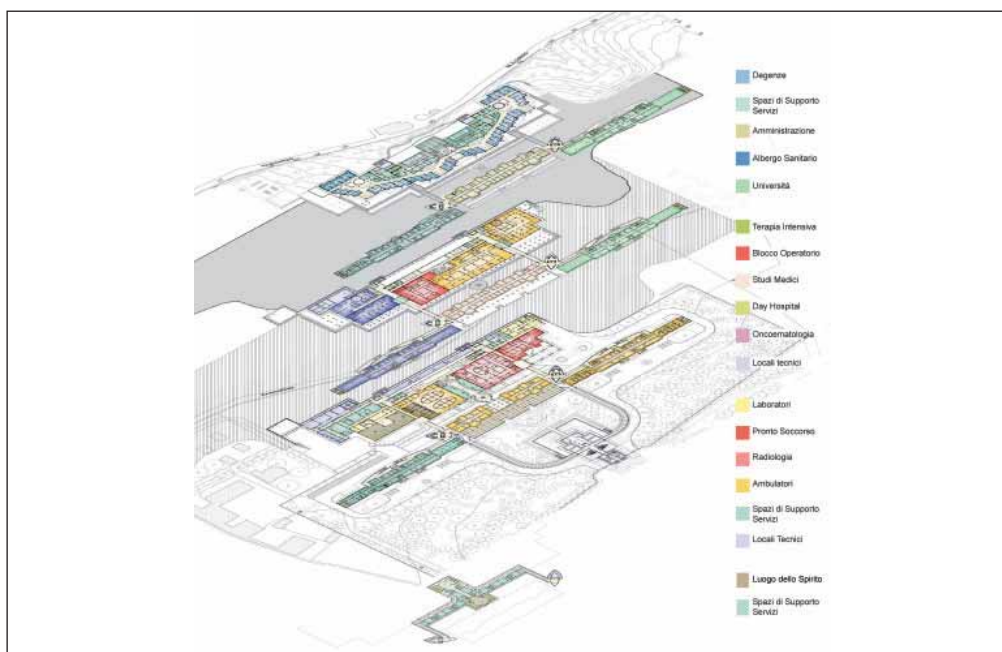 Degenze
Spazi di Supporto
Servizi
Amministrazione
Albergo Sanitario
Università
Terapia Intensiva
Blocco Operatorio
Studi Medici
Day Hospital
Oncoematologia
Locali tecnici
Laboratori
Pronto Soccorso
Radiologia
Ambulatori
Spazi di Supporto
Servizi
Locali Tecnici
Luogo dello Spirito
Spazi di Supporto
Servizi